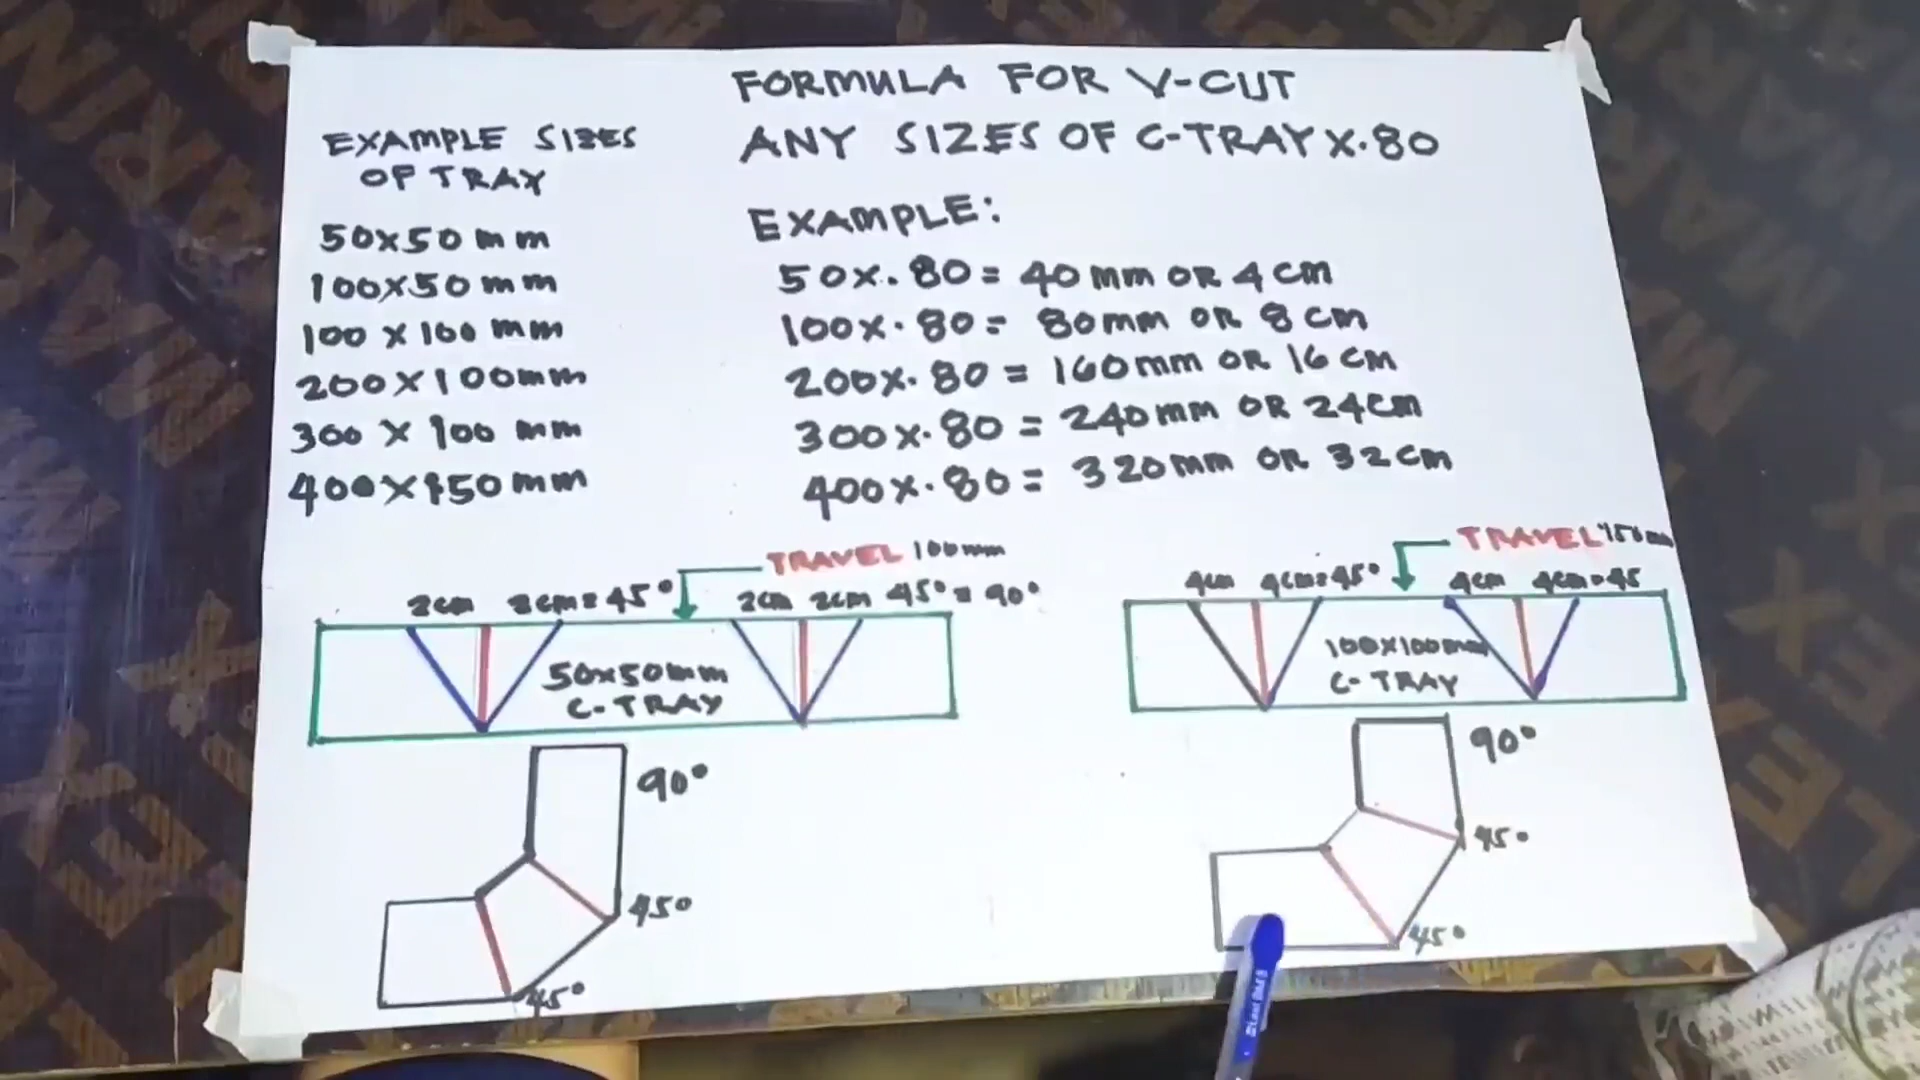 FORMULA FOR V-CUT
ANY SIZES OF C-TRAY X.80
EXAMPLE SIZES
OF TRAY
50X50mm
100X50mm
100 X 100 mm
200X100mm
300 X 100 mm
400X150mm
EXAMPLE:
50X.80 = 40mm OR 4cm
100X.80 = 80mm OR 8cm
200X.80 = 160mm OR 16cm
300X.80 = 240mm OR 24cm
400X.80 = 320mm OR 32cm
TRAVEL 100mm
2cm 2cm = 45° 2cm 2cm 45° = 90°
50X50mm
C-TRAY
90°
45°
45°
TRAVEL 150mm
4cm 4cm = 45° 4cm 4cm = 45
100X100mm
C-TRAY
90°
45°
45°